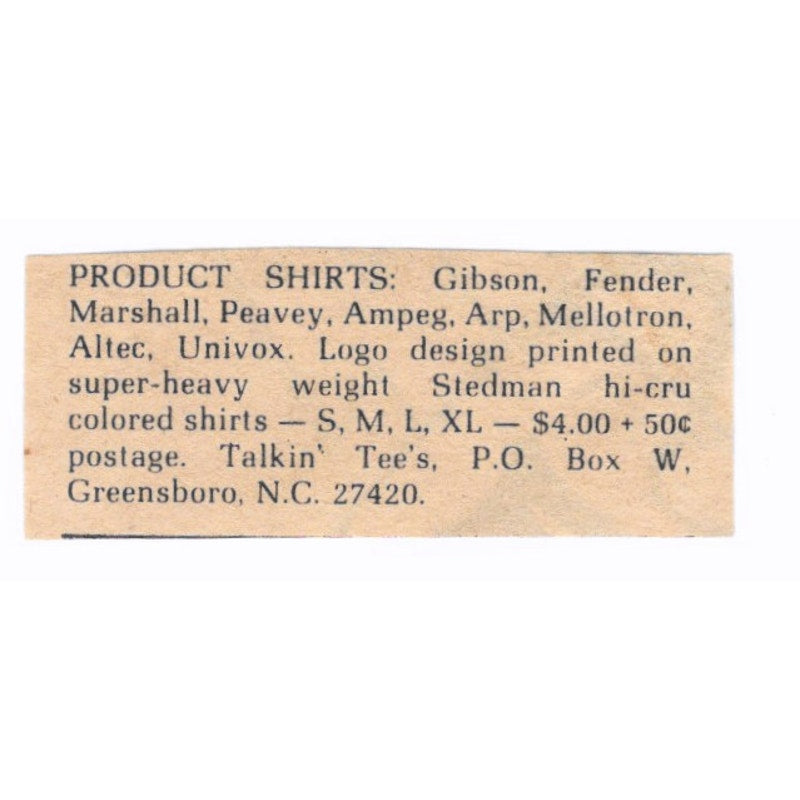 PRODUCT SHIRTS: Gibson, Fender,
Marshall, Peavey, Ampeg, Arp, Mellotron,
Altec, Univox. Logo design printed on
super-heavy weight Stedman hi-cru
colored shirts — S, M, L, XL — $4.00 + 50¢
postage. Talkin' Tee's, P.O. Box W,
Greensboro, N.C. 27420.